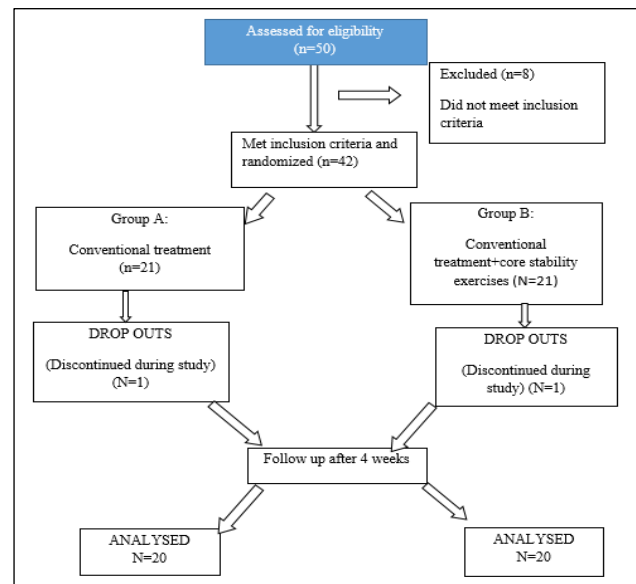 Assessed for eligibility
(n=50)
Excluded (n=8)
Did not meet inclusion
criteria
Met inclusion criteria and
randomized (n=42)
Group A:
Conventional treatment
(n=21)
Group B:
Conventional
treatment+core stability
exercises (N=21)
DROP OUTS
(Discontinued during study)
(N=1)
DROP OUTS
(Discontinued during
study) (N=1)
Follow up after 4 weeks
ANALYSED
N=20
ANALYSED
N=20